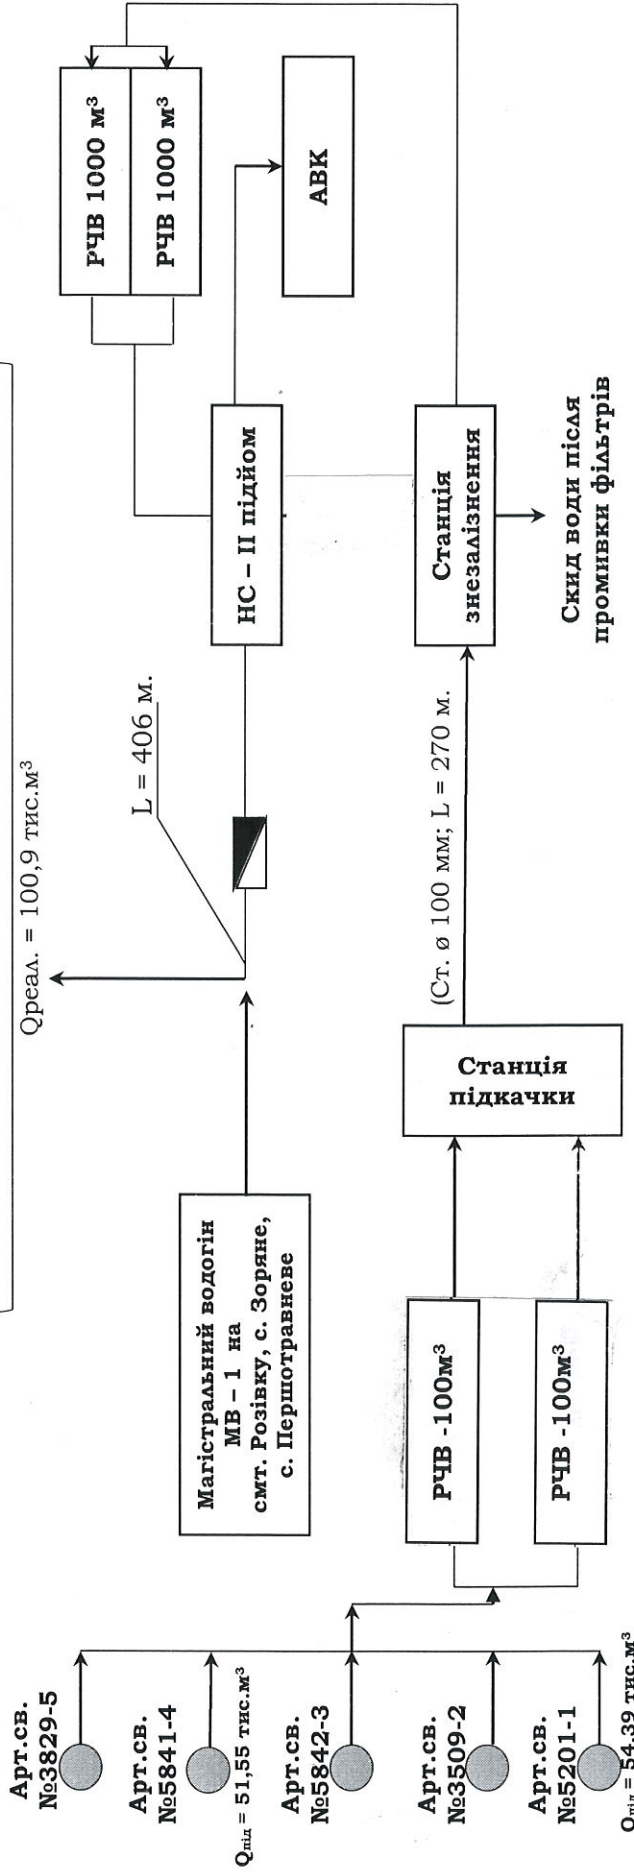 Qреал. = 100,9 тис.м³
L = 406 м.
РЧВ 1000 м³
РЧВ 1000 м³
АВК
НС – II підйом
Станція
знезалізнення
Скид води після
промивки фільтрів
Магістральний водогін
МВ – 1 на
смт. Розівку, с. Зоряне,
с. Першотравневе
(Ст. ø 100 мм; L = 270 м.
Станція
підкачки
РЧВ -100м³
РЧВ -100м³
Арт.св.
№3829-5
Арт.св.
№5841-4
Qпід = 51,55 тис.м³
Арт.св.
№5842-3
Арт.св.
№3509-2
Арт.св.
№5201-1
Qпід = 54,39 тис.м³